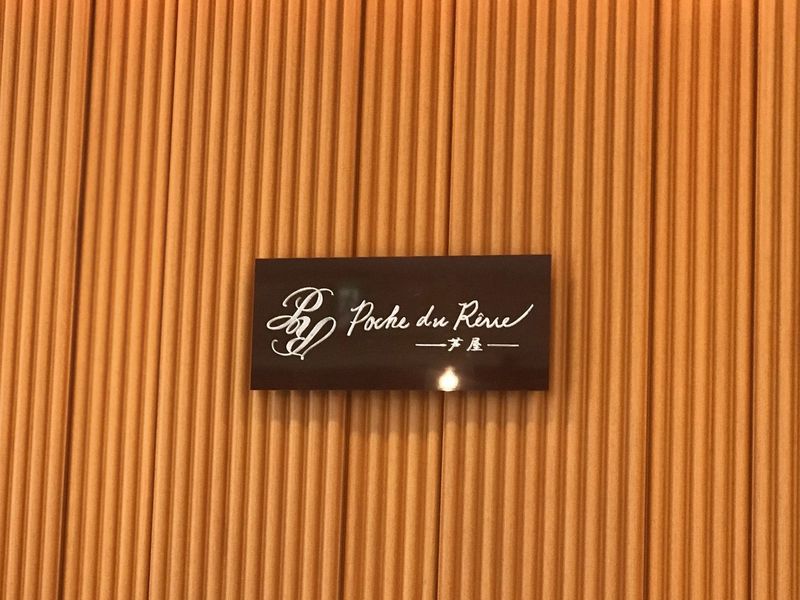 Poche du Rêve
芦屋